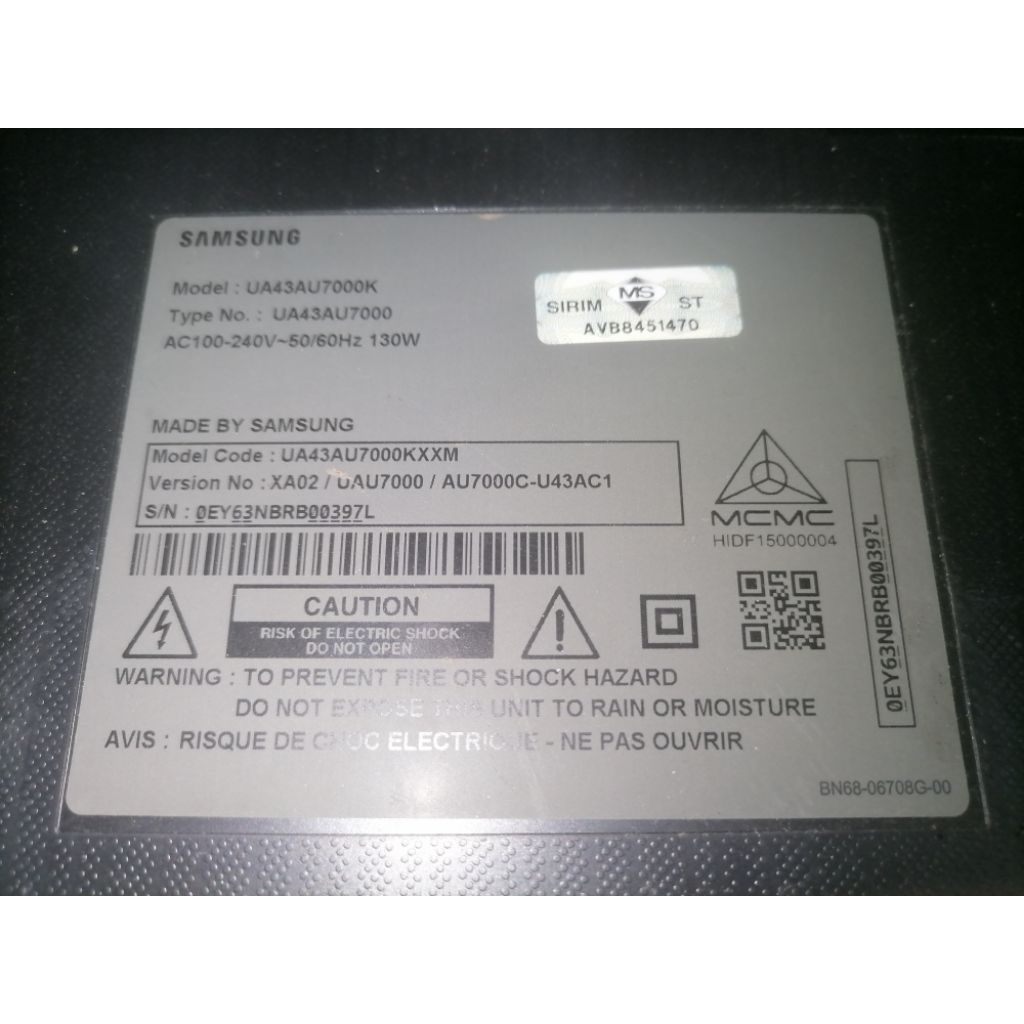 SAMSUNG
Model : UA43AU7000K
Type No. : UA43AU7000
AC100-240V~50/60Hz 130W
SIRIM MS ST
AVB8451470
MADE BY SAMSUNG
Model Code : UA43AU7000KXXM
Version No : XA02 / UAU7000 / AU7000C-U43AC1
S/N : 0EY63NBRB00397L
MCMC
HIDF15000004
0EY63NBRB00397L
CAUTION
RISK OF ELECTRIC SHOCK
DO NOT OPEN
WARNING : TO PREVENT FIRE OR SHOCK HAZARD
DO NOT EXPOSE THIS UNIT TO RAIN OR MOISTURE
AVIS : RISQUE DE CHOC ELECTRIQUE - NE PAS OUVRIR
BN68-06708G-00